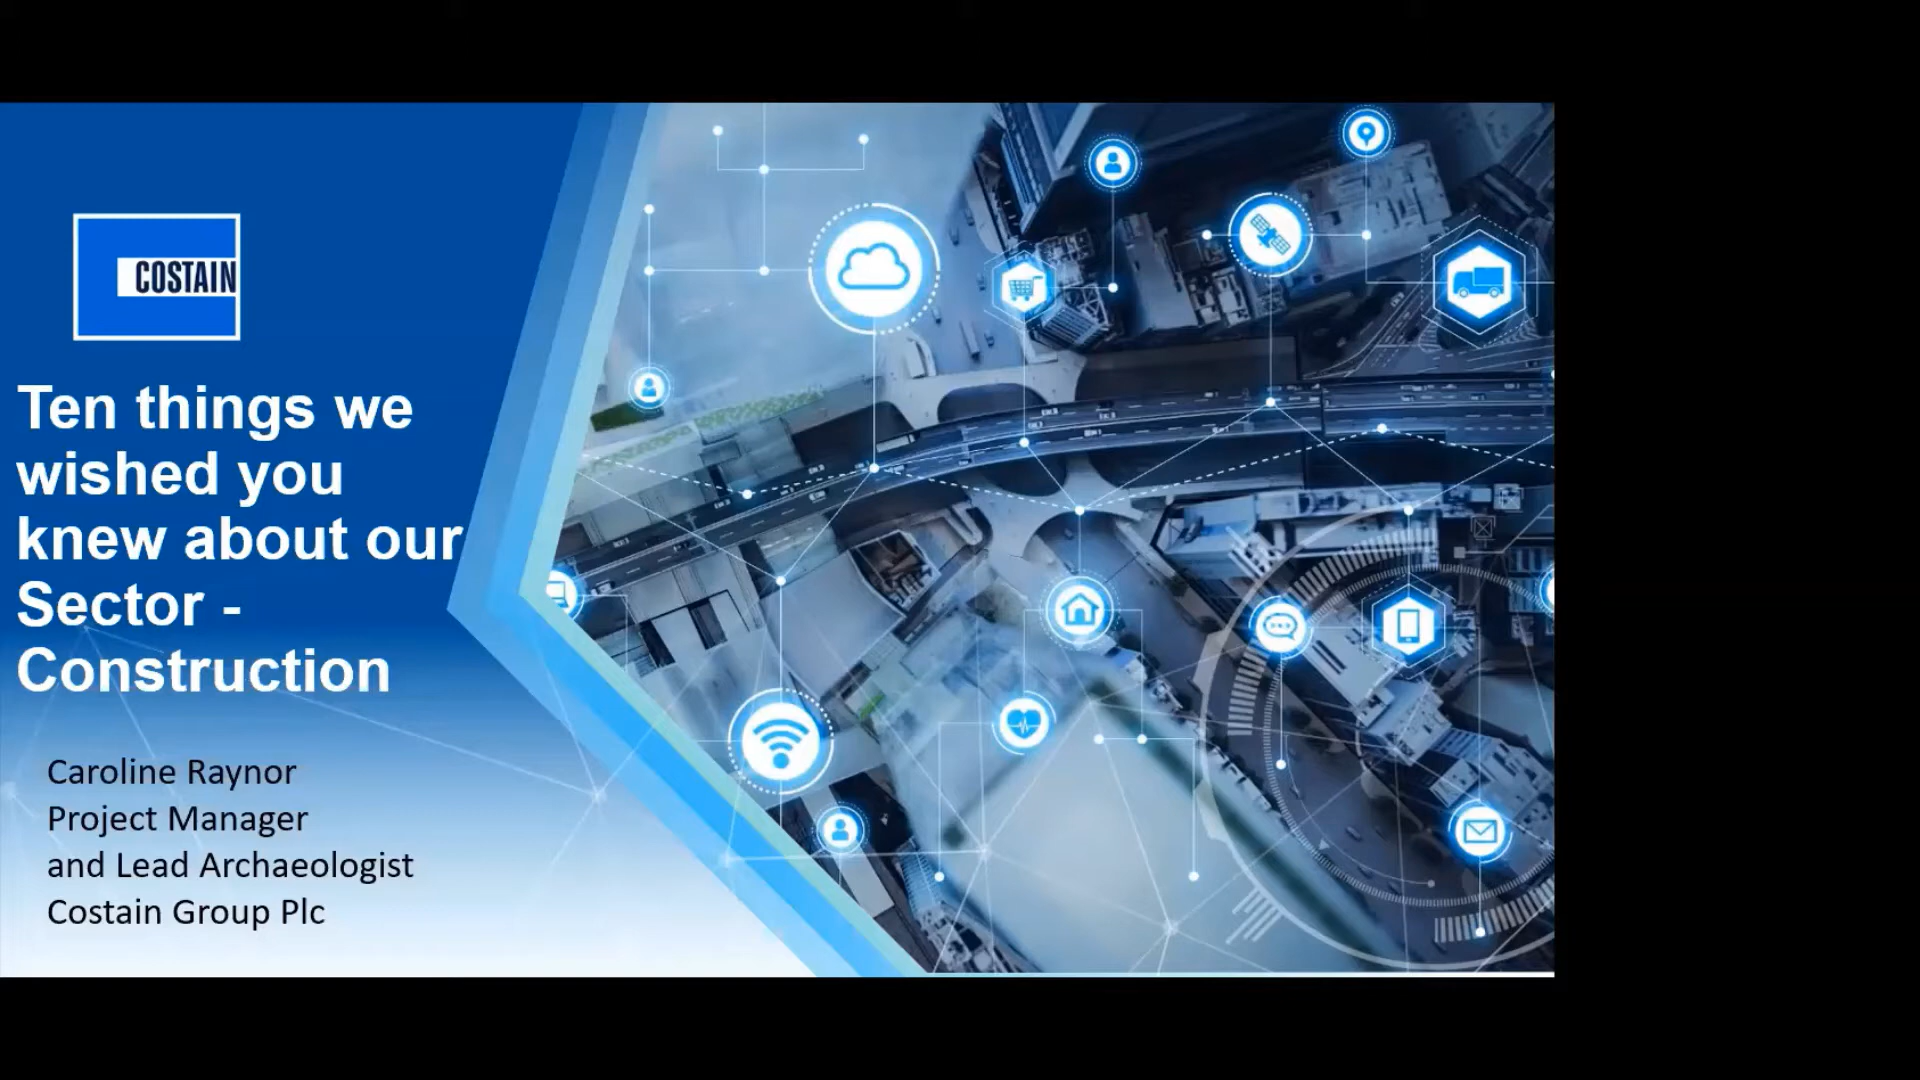 COSTAIN
Ten things we
wished you
knew about our
Sector -
Construction
Caroline Raynor
Project Manager
and Lead Archaeologist
Costain Group Plc